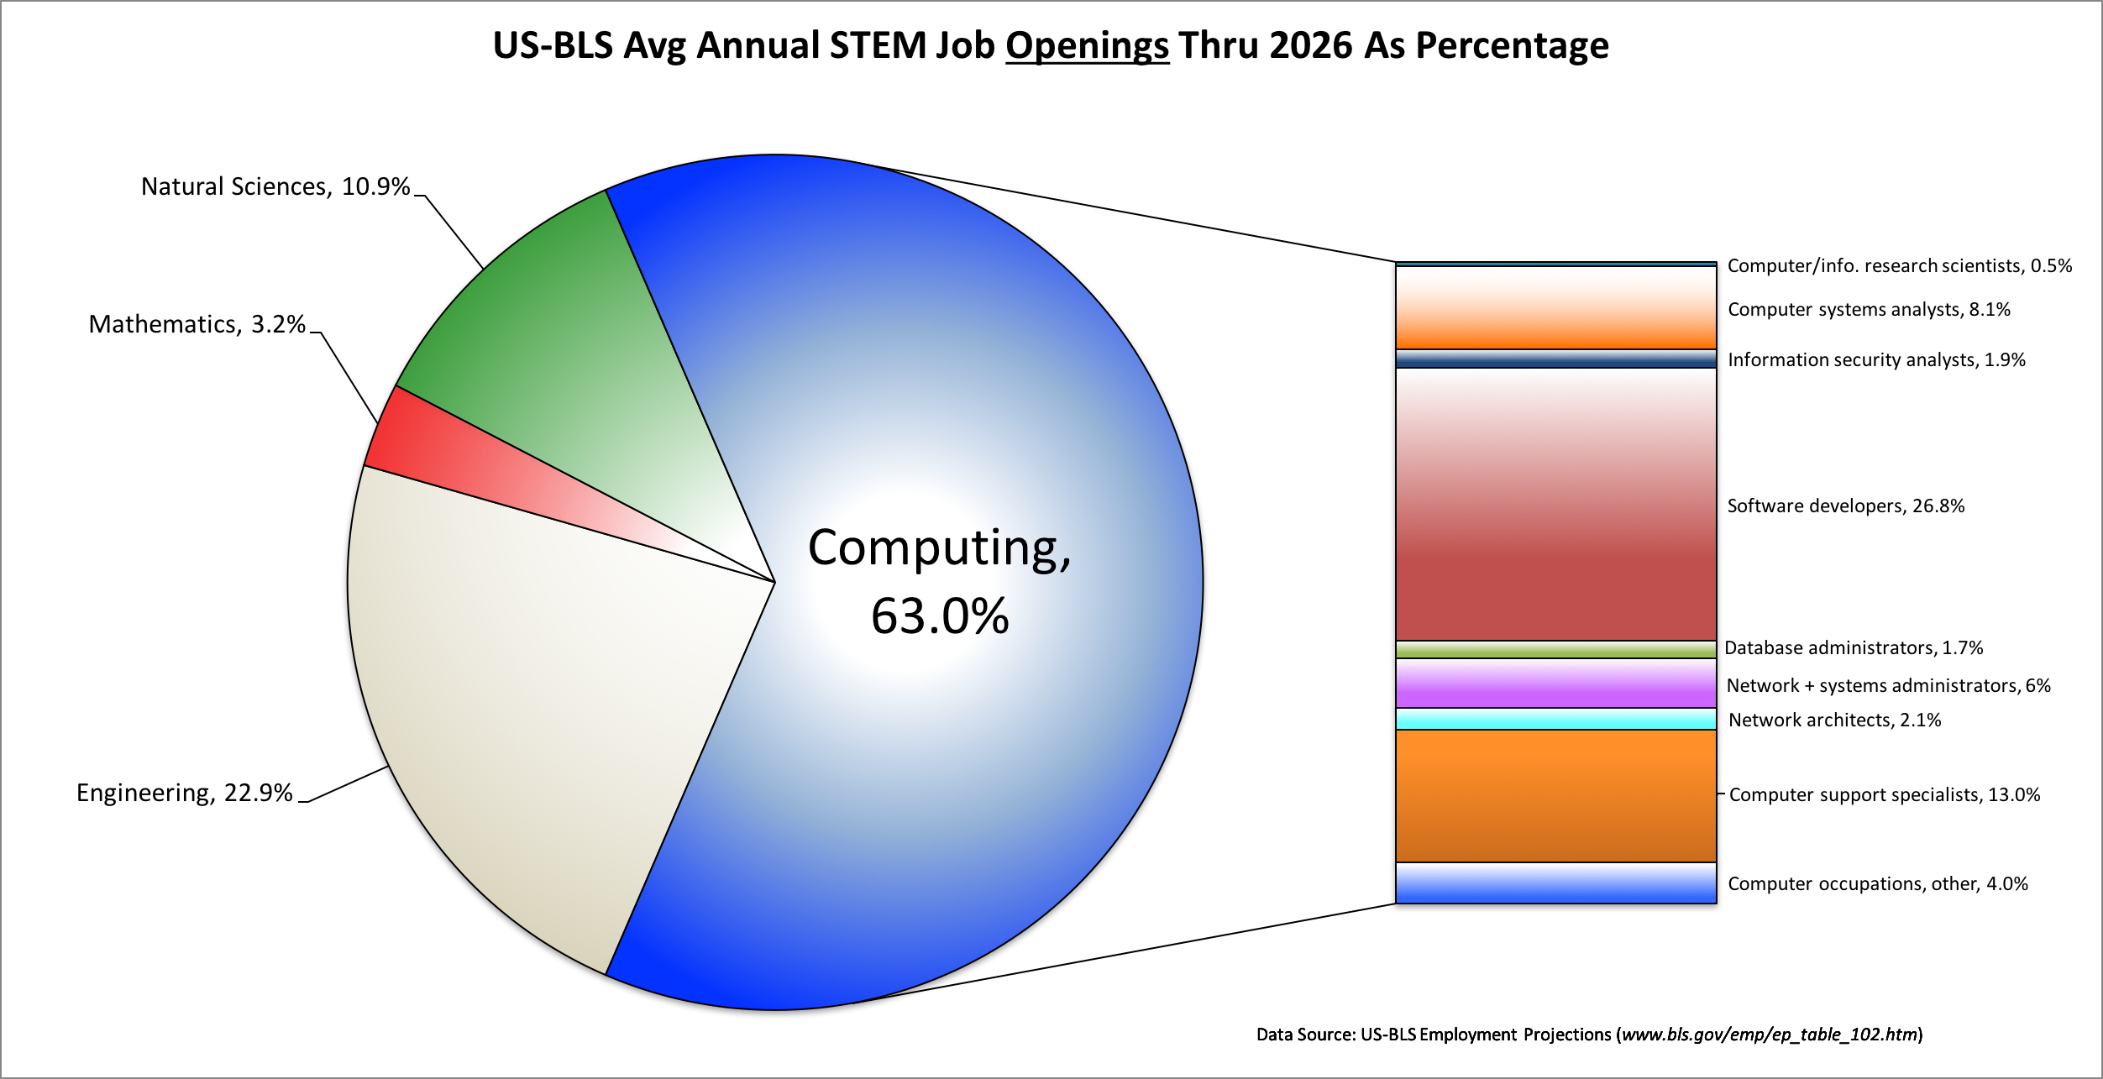 US-BLS Avg Annual STEM Job Openings Thru 2026 As Percentage
Natural Sciences, 10.9%
Mathematics, 3.2%
Engineering, 22.9%
Computing,
63.0%
Computer/info. research scientists, 0.5%
Computer systems analysts, 8.1%
Information security analysts, 1.9%
Software developers, 26.8%
Database administrators, 1.7%
Network + systems administrators, 6%
Network architects, 2.1%
Computer support specialists, 13.0%
Computer occupations, other, 4.0%
Data Source: US-BLS Employment Projections (www.bls.gov/emp/ep_table_102.htm)